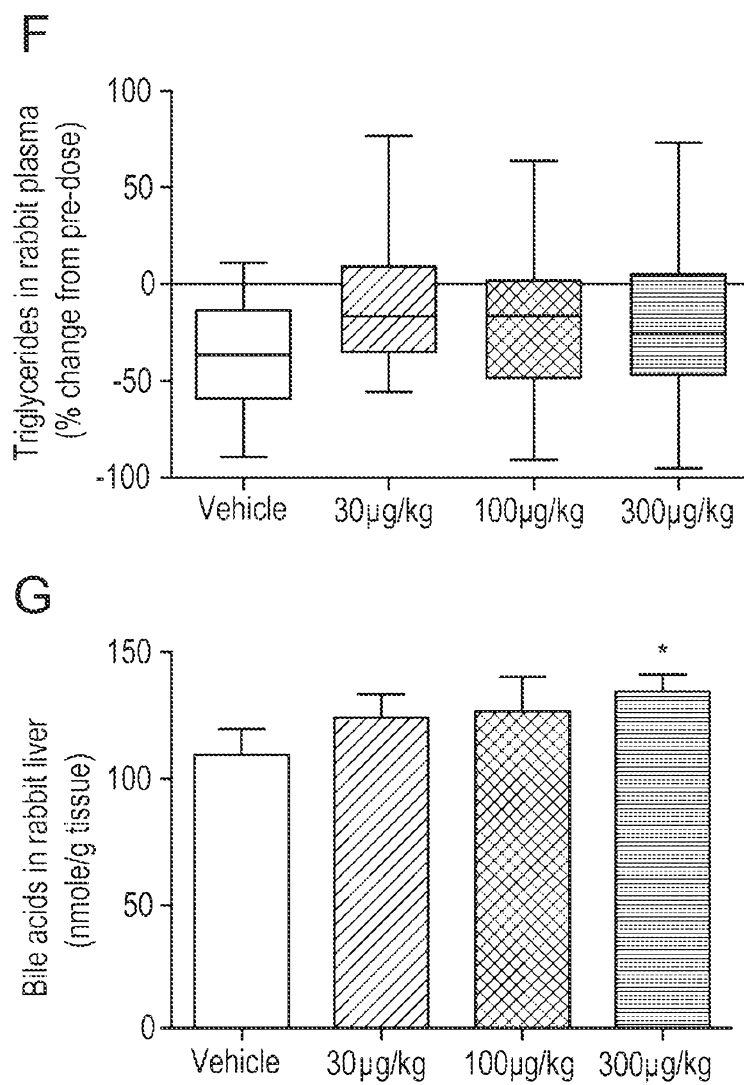 F
Triglycerides in rabbit plasma
(% change from pre-dose)
100
50
0
-50
-100
Vehicle 30µg/kg 100µg/kg 300µg/kg
G
Bile acids in rabbit liver
(nmole/g tissue)
150
100
50
0
*
Vehicle 30µg/kg 100µg/kg 300µg/kg